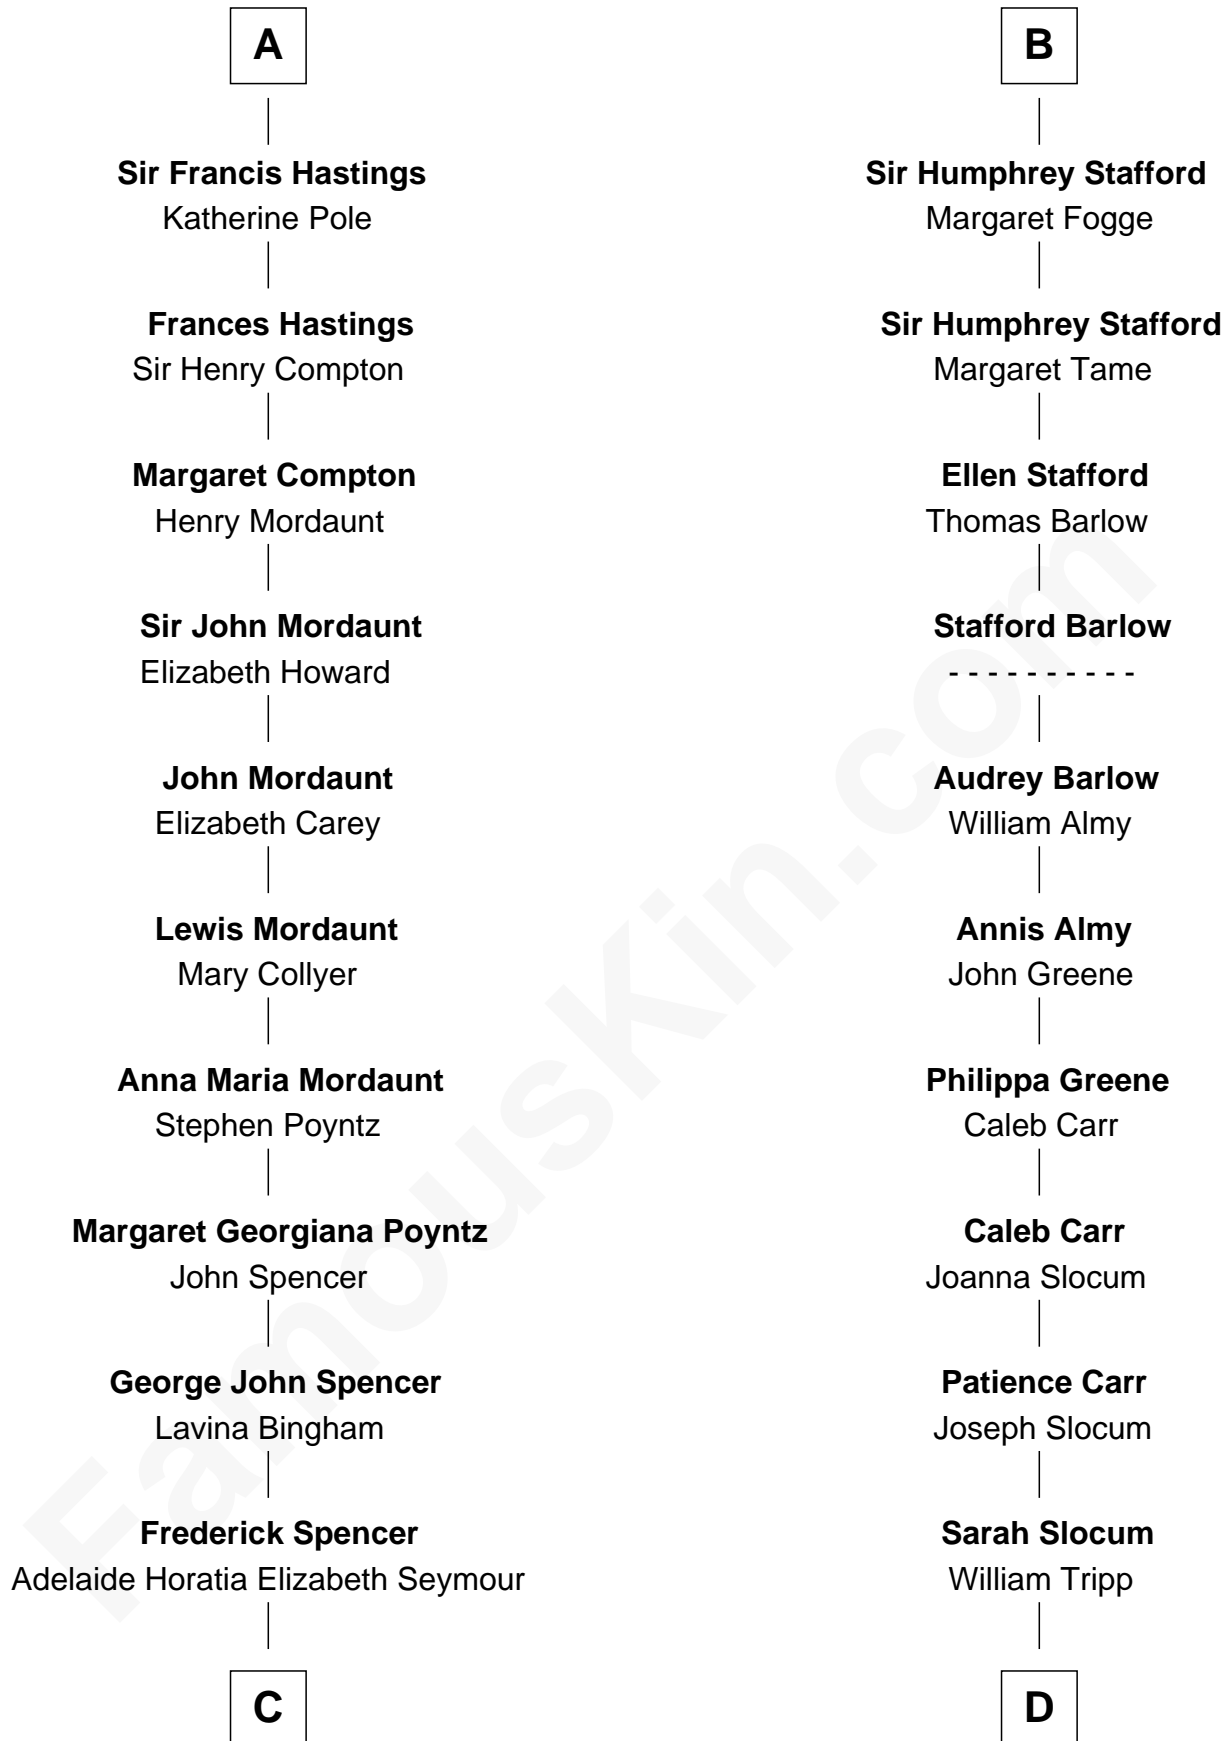 A
Sir Francis Hastings
Katherine Pole
Frances Hastings
Sir Henry Compton
Margaret Compton
Henry Mordaunt
Sir John Mordaunt
Elizabeth Howard
John Mordaunt
Elizabeth Carey
Lewis Mordaunt
Mary Collyer
Anna Maria Mordaunt
Stephen Poyntz
Margaret Georgiana Poyntz
John Spencer
George John Spencer
Lavina Bingham
Frederick Spencer
Adelaide Horatia Elizabeth Seymour
C
B
Sir Humphrey Stafford
Margaret Fogge
Sir Humphrey Stafford
Margaret Tame
Ellen Stafford
Thomas Barlow
Stafford Barlow
- - - - - - - - - -
Audrey Barlow
William Almy
Annis Almy
John Greene
Philippa Greene
Caleb Carr
Caleb Carr
Joanna Slocum
Patience Carr
Joseph Slocum
Sarah Slocum
William Tripp
D
FamousKin.com